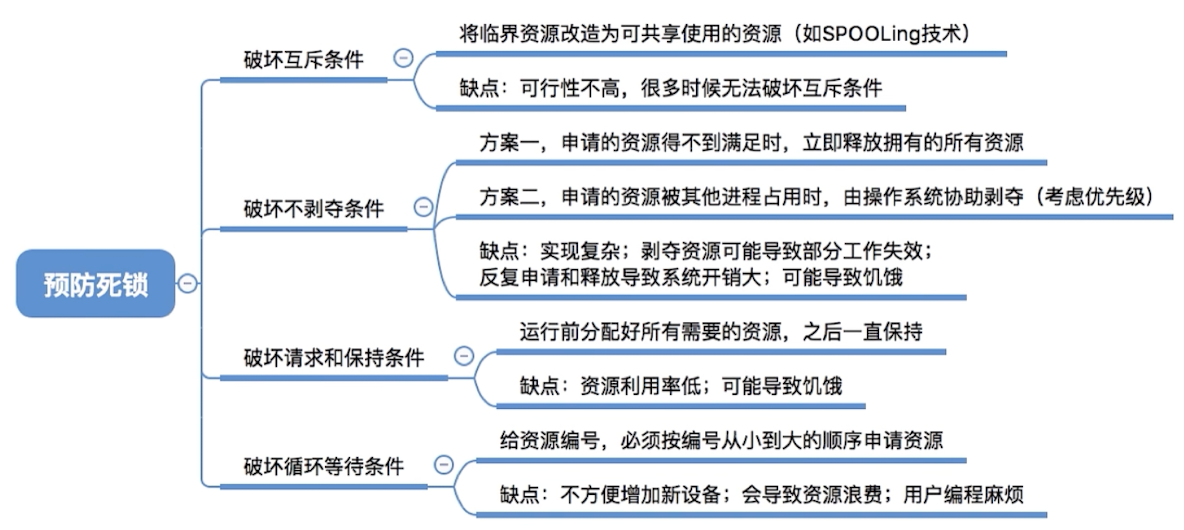 预防死锁
破坏互斥条件
将临界资源改造为可共享使用的资源（如SPOOLing技术）
缺点：可行性不高，很多时候无法破坏互斥条件
破坏不剥夺条件
方案一，申请的资源得不到满足时，立即释放拥有的所有资源
方案二，申请的资源被其他进程占用时，由操作系统协助剥夺（考虑优先级）
缺点：实现复杂；剥夺资源可能导致部分工作失效；
反复申请和释放导致系统开销大；可能导致饥饿
破坏请求和保持条件
运行前分配好所有需要的资源，之后一直保持
缺点：资源利用率低；可能导致饥饿
破坏循环等待条件
给资源编号，必须按编号从小到大的顺序申请资源
缺点：不方便增加新设备；会导致资源浪费；用户编程麻烦